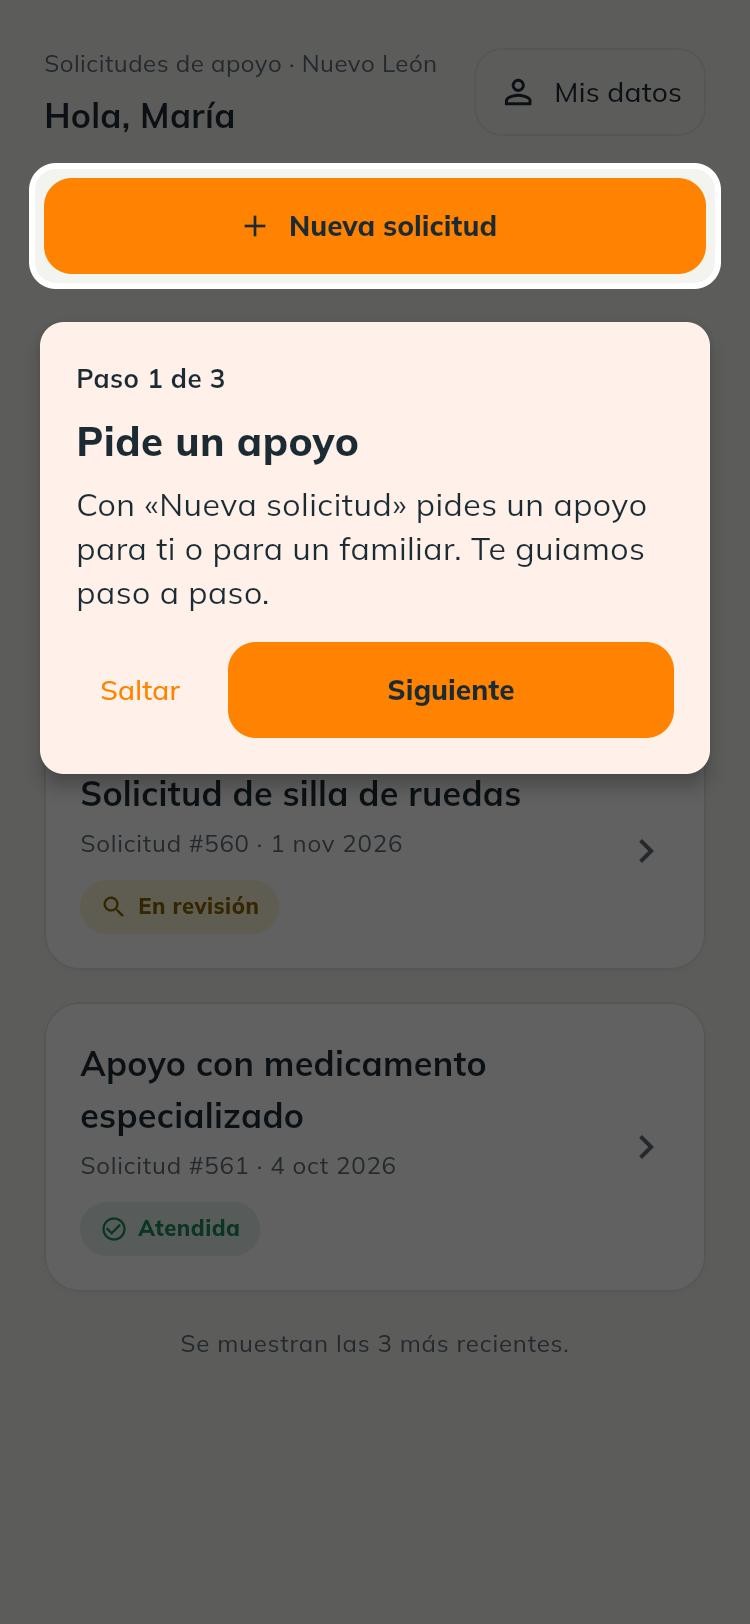 Solicitudes de apoyo · Nuevo León
Hola, María
Mis datos
Nueva solicitud
Paso 1 de 3
Pide un apoyo
Con «Nueva solicitud» pides un apoyo
para ti o para un familiar. Te guiamos
paso a paso.
Saltar
Siguiente
Solicitud de silla de ruedas
Solicitud #560 · 1 nov 2026
En revisión
Apoyo con medicamento
especializado
Solicitud #561 · 4 oct 2026
Atendida
Se muestran las 3 más recientes.